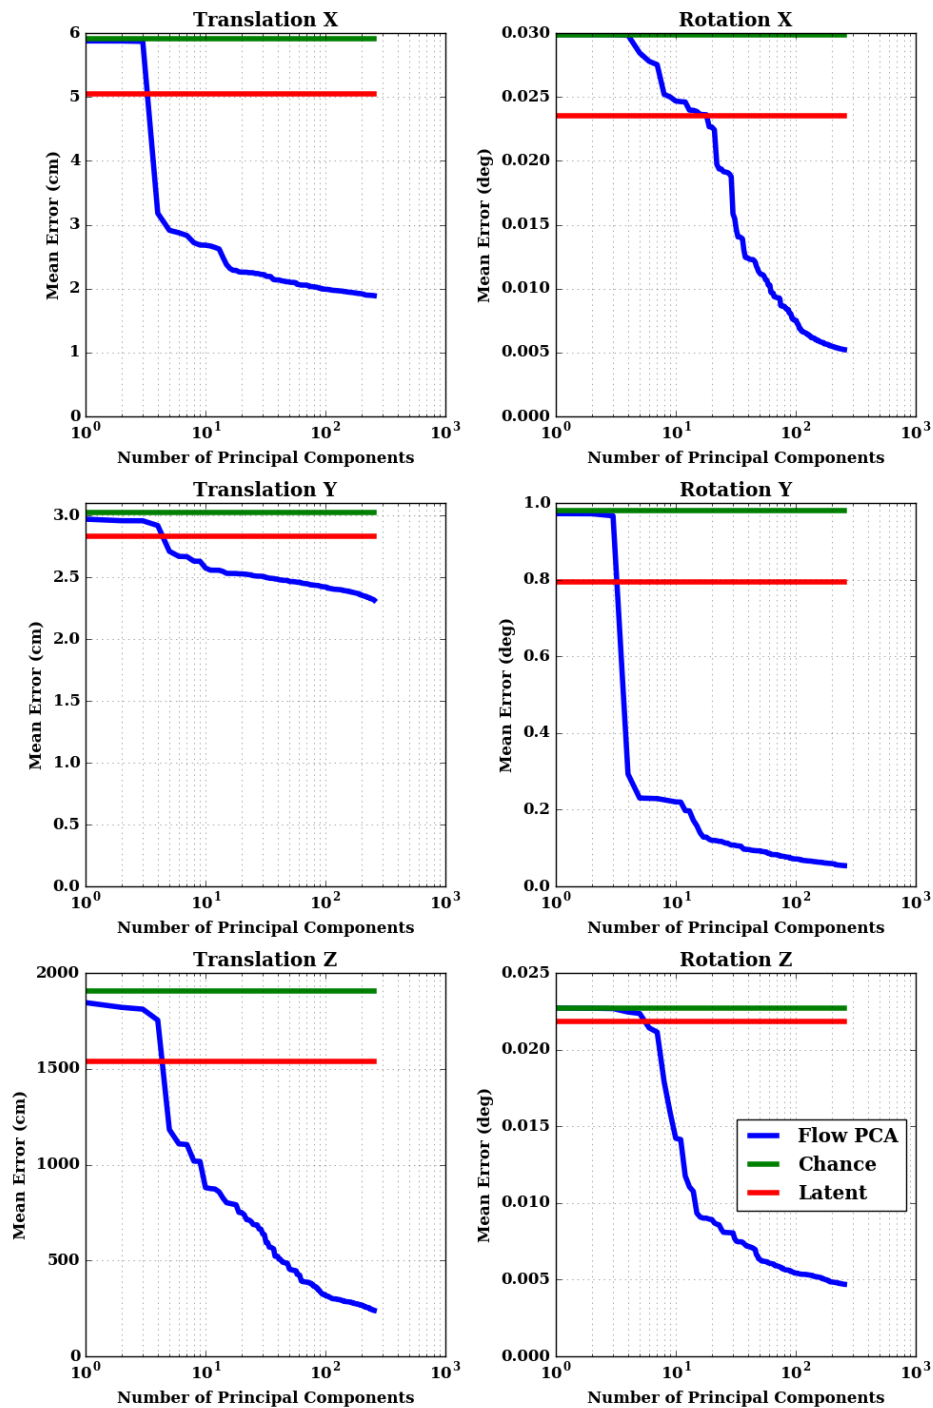 Translation X
Mean Error (cm)
6
5
4
3
2
1
0
10^0 10^1 10^2 10^3
Number of Principal Components
Rotation X
Mean Error (deg)
0.030
0.025
0.020
0.015
0.010
0.005
0.000
10^0 10^1 10^2 10^3
Number of Principal Components
Translation Y
Mean Error (cm)
3.0
2.5
2.0
1.5
1.0
0.5
0.0
10^0 10^1 10^2 10^3
Number of Principal Components
Rotation Y
Mean Error (deg)
1.0
0.8
0.6
0.4
0.2
0.0
10^0 10^1 10^2 10^3
Number of Principal Components
Translation Z
Mean Error (cm)
2000
1500
1000
500
0
10^0 10^1 10^2 10^3
Number of Principal Components
Rotation Z
Mean Error (deg)
0.025
0.020
0.015
0.010
0.005
0.000
10^0 10^1 10^2 10^3
Number of Principal Components
Flow PCA
Chance
Latent